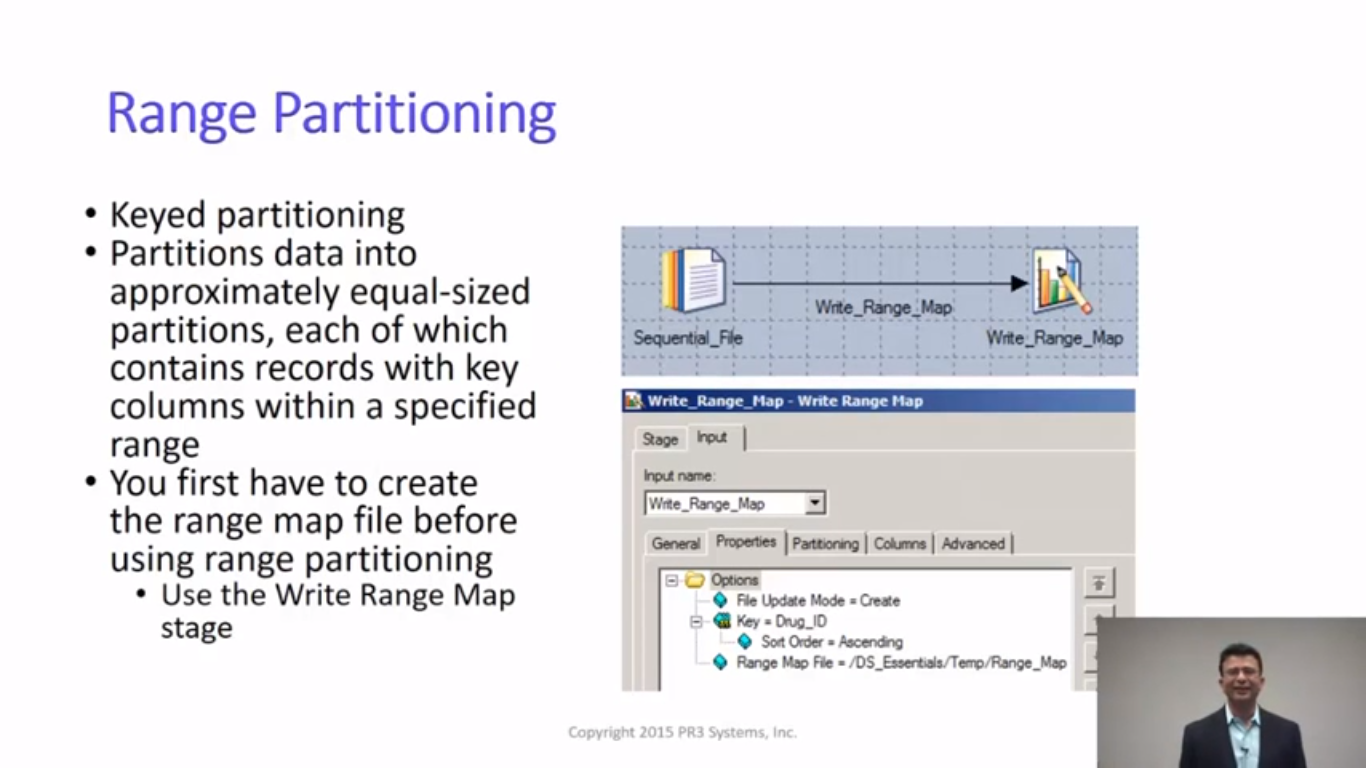 Range Partitioning
• Keyed partitioning
• Partitions data into
approximately equal-sized
partitions, each of which
contains records with key
columns within a specified
range
• You first have to create
the range map file before
using range partitioning
• Use the Write Range Map
stage
Sequential_File
Write_Range_Map
Write_Range_Map
Write_Range_Map - Write Range Map
Stage Input
Input name:
Write_Range_Map
General Properties Partitioning Columns Advanced
Options
File Update Mode = Create
Key = Drug_ID
Sort Order = Ascending
Range Map File = /DS_Essentials/Temp/Range_Map
Copyright 2015 PR3 Systems, Inc.